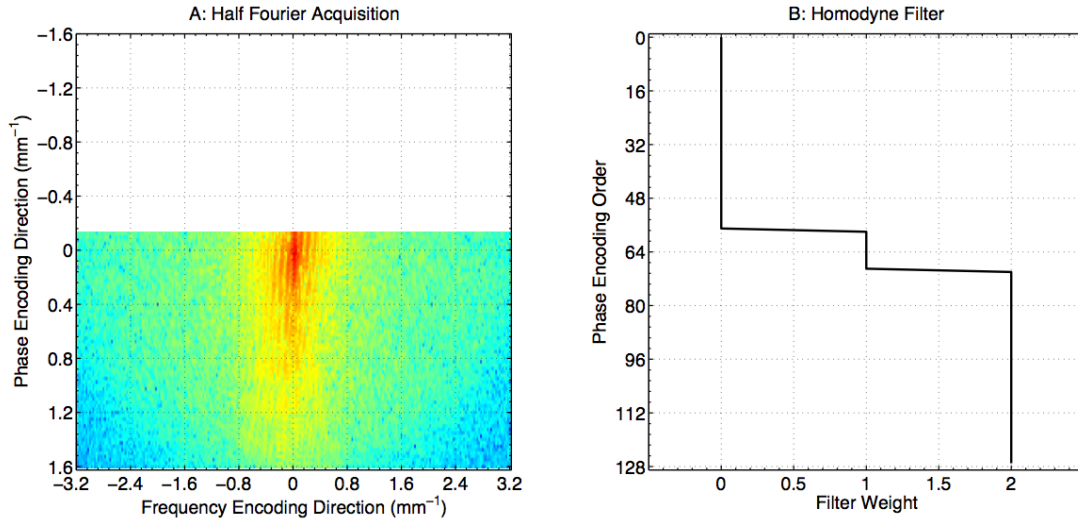 A: Half Fourier Acquisition
−1.6
−1.2
−0.8
−0.4
0
0.4
0.8
1.2
1.6
Phase Encoding Direction (mm⁻¹)
−3.2 −2.4 −1.6 −0.8 0 0.8 1.6 2.4 3.2
Frequency Encoding Direction (mm⁻¹)
B: Homodyne Filter
0
16
32
48
64
80
96
112
128
Phase Encoding Order
0 0.5 1 1.5 2
Filter Weight